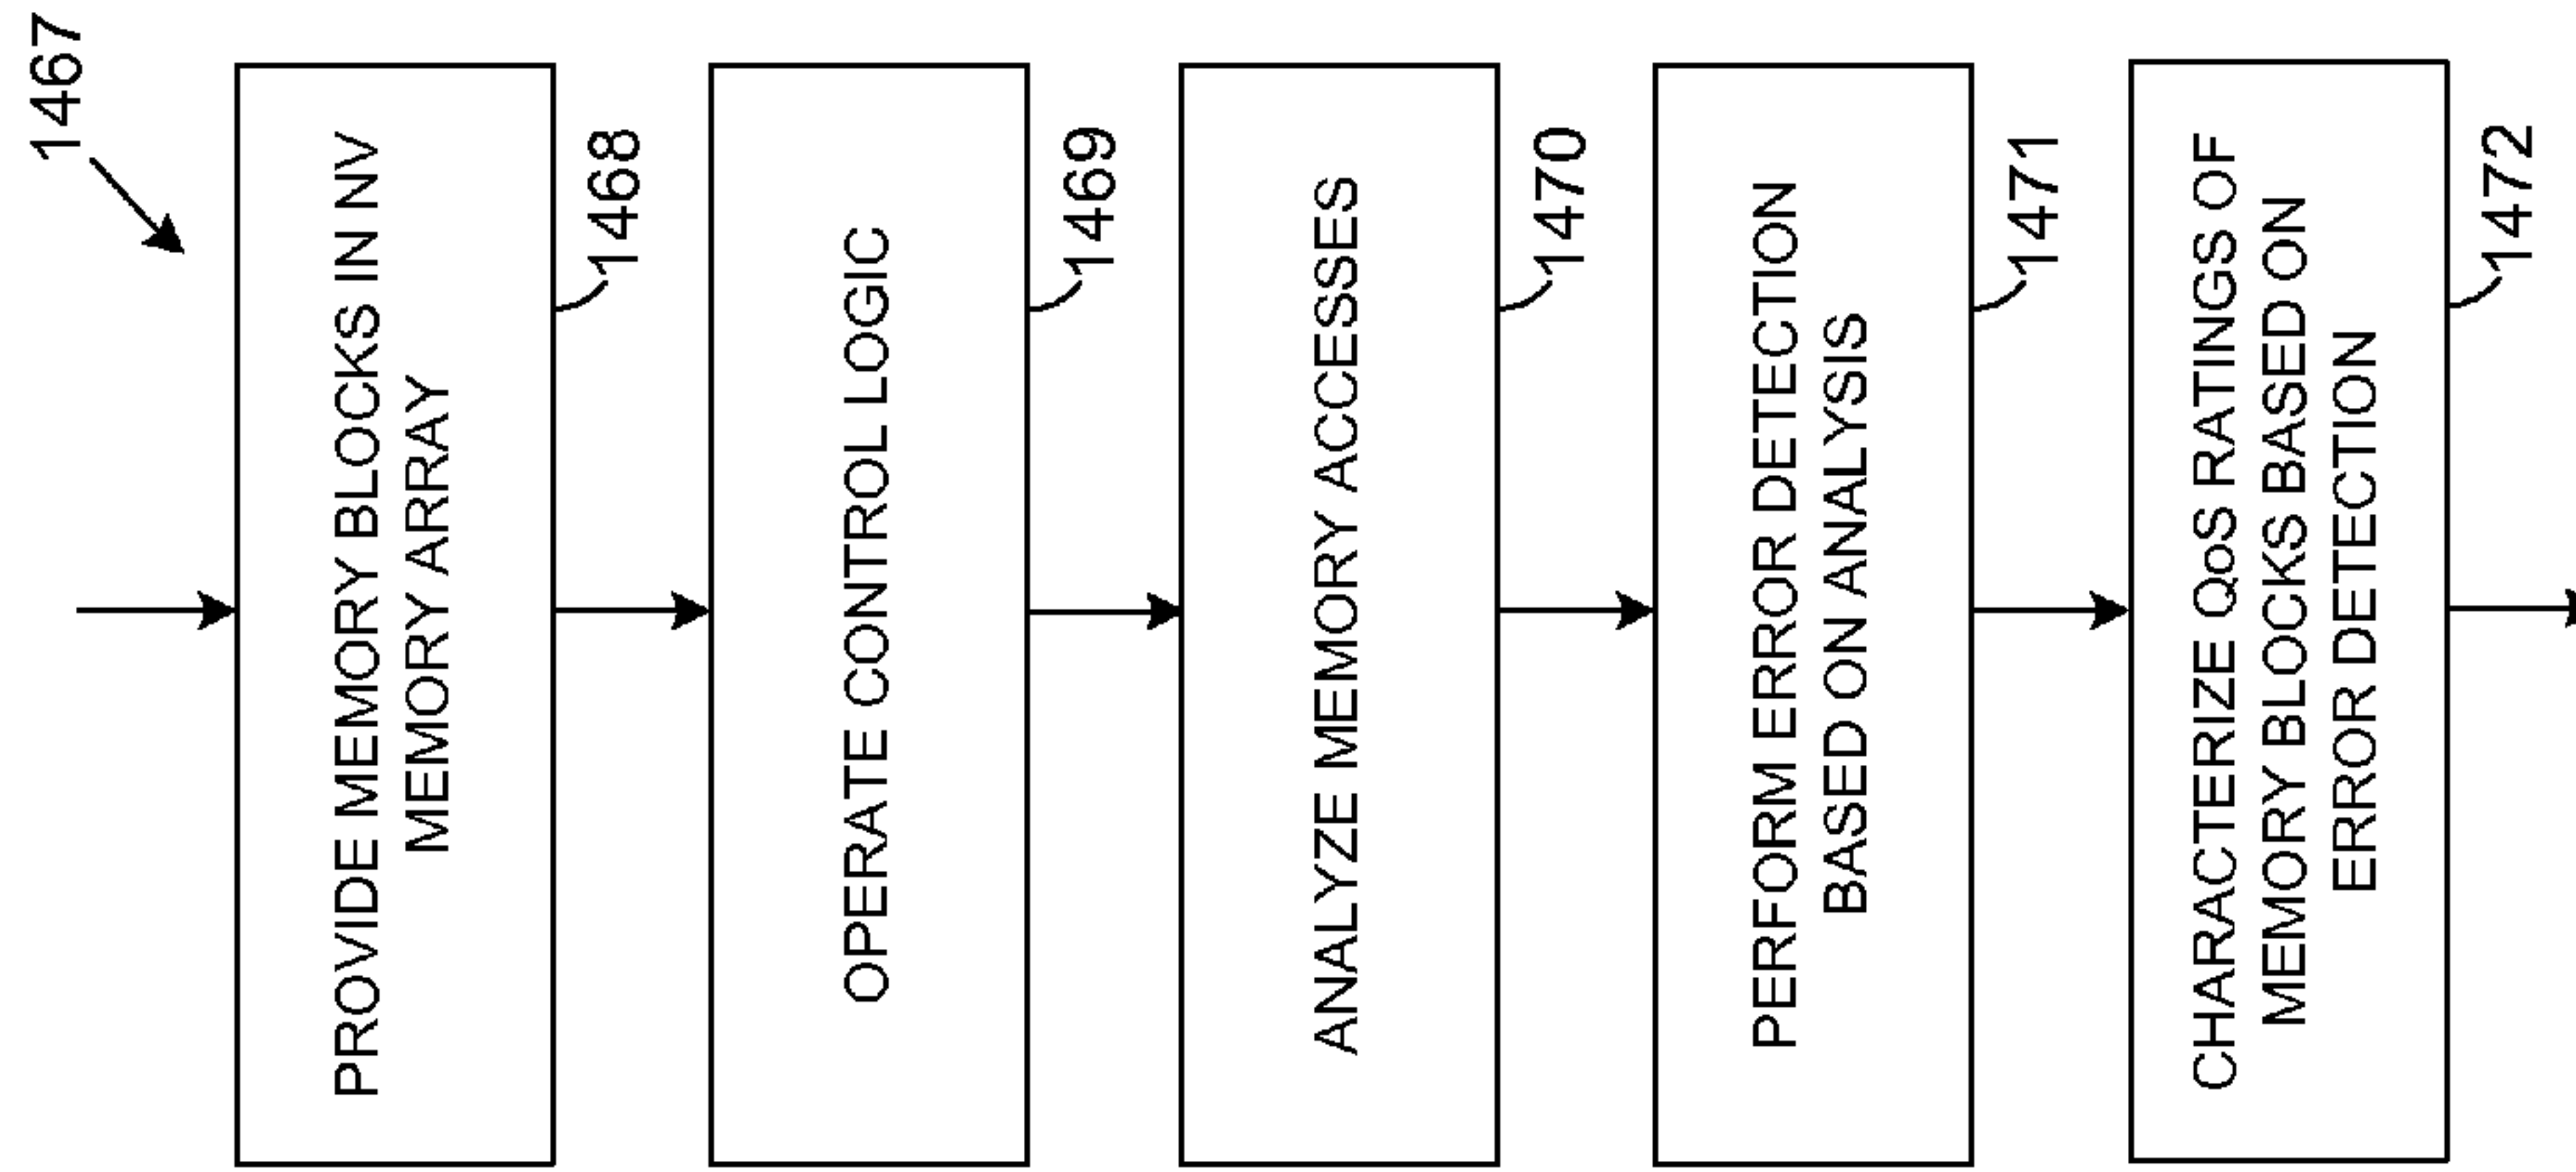 1467
PROVIDE MEMORY BLOCKS IN NV
MEMORY ARRAY
1468
OPERATE CONTROL LOGIC
1469
ANALYZE MEMORY ACCESSES
1470
PERFORM ERROR DETECTION
BASED ON ANALYSIS
1471
CHARACTERIZE QoS RATINGS OF
MEMORY BLOCKS BASED ON
ERROR DETECTION
1472